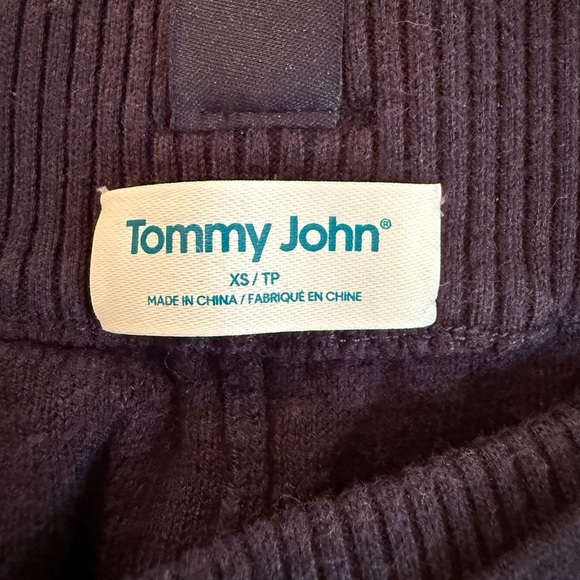 Tommy John®
XS / TP
MADE IN CHINA / FABRIQUÉ EN CHINE